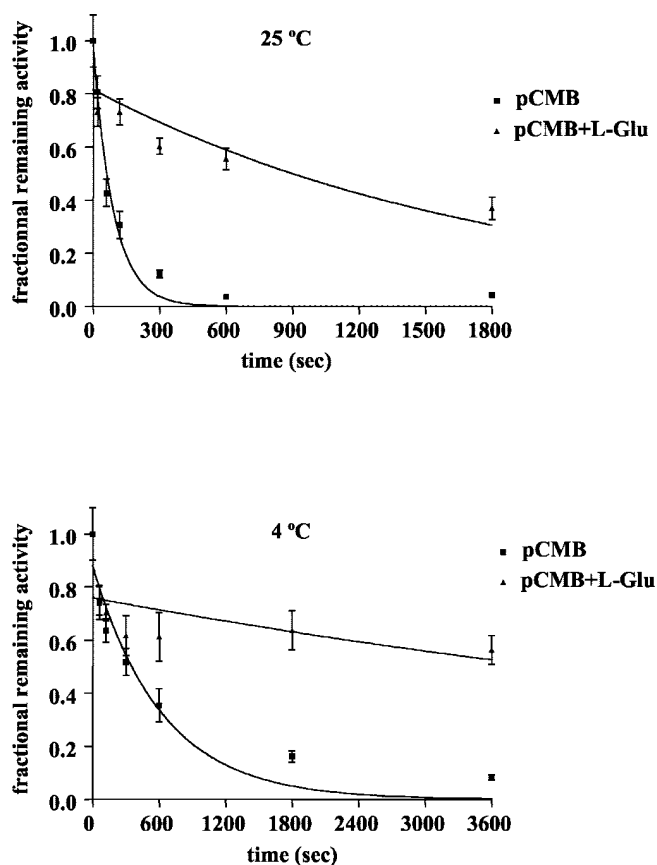 25 ºC
fractionnal remaining activity
1.0
0.8
0.6
0.4
0.2
0.0
pCMB
pCMB+L-Glu
0 300 600 900 1200 1500 1800
time (sec)
4 ºC
fractional remaining activity
1.0
0.8
0.6
0.4
0.2
0.0
pCMB
pCMB+L-Glu
0 600 1200 1800 2400 3000 3600
time (sec)